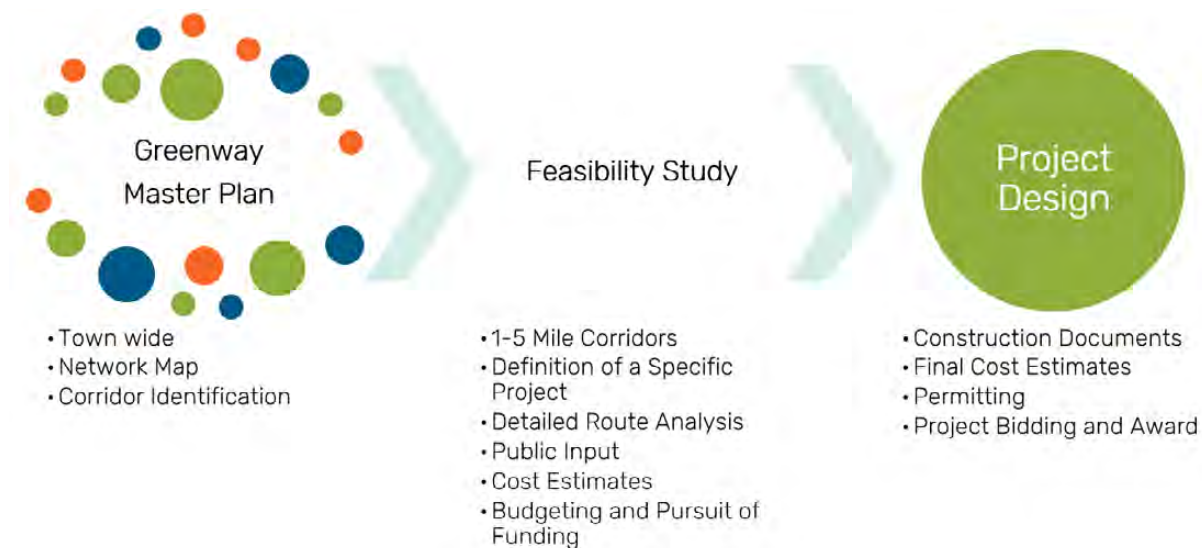 Greenway
Master Plan
• Town wide
• Network Map
• Corridor Identification
Feasibility Study
• 1-5 Mile Corridors
• Definition of a Specific
Project
• Detailed Route Analysis
• Public Input
• Cost Estimates
• Budgeting and Pursuit of
Funding
Project
Design
• Construction Documents
• Final Cost Estimates
• Permitting
• Project Bidding and Award